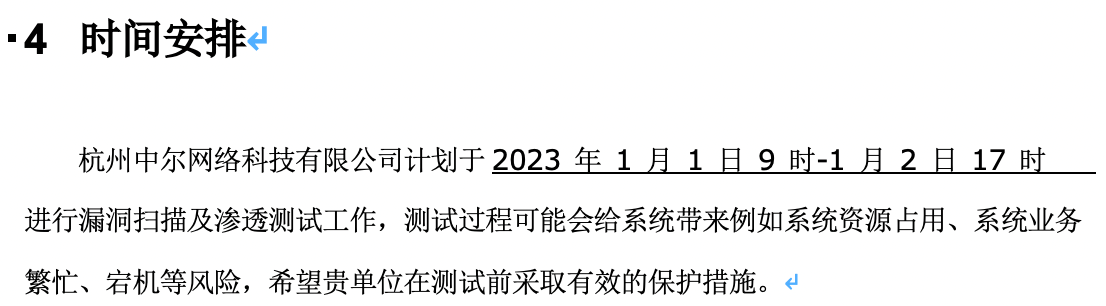 4 时间安排
杭州中尔网络科技有限公司计划于 2023 年 1 月 1 日 9 时-1 月 2 日 17 时
进行漏洞扫描及渗透测试工作，测试过程可能会给系统带来例如系统资源占用、系统业务
繁忙、宕机等风险，希望贵单位在测试前采取有效的保护措施。